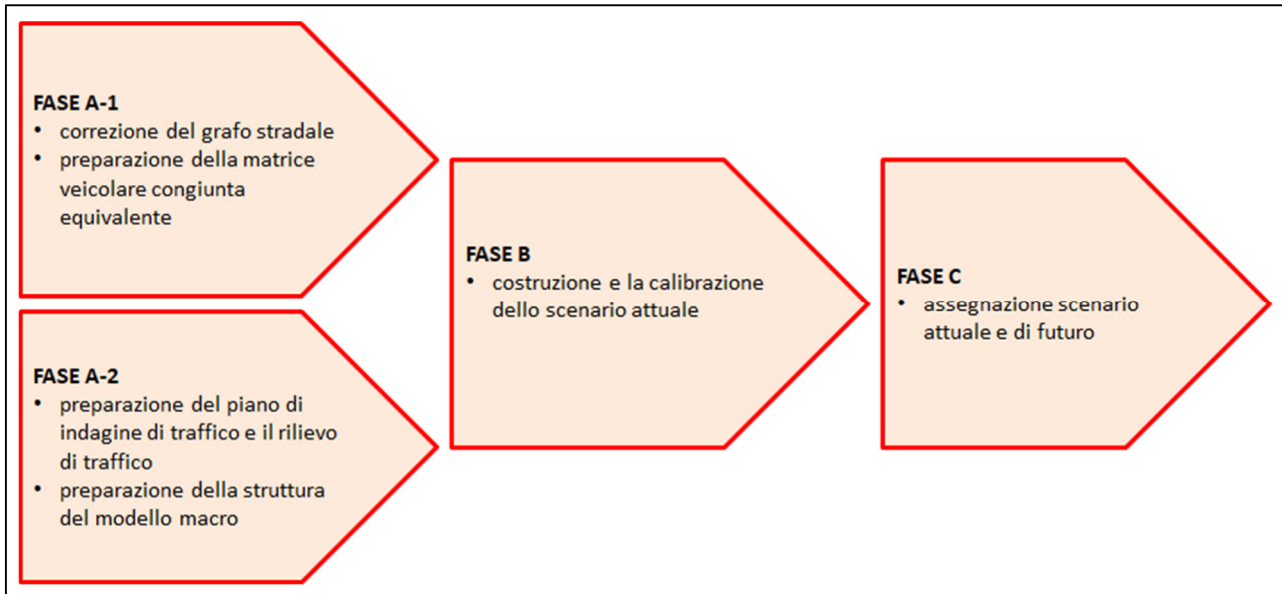 FASE A-1
• correzione del grafo stradale
• preparazione della matrice
veicolare congiunta
equivalente
FASE A-2
• preparazione del piano di
indagine di traffico e il rilievo
di traffico
• preparazione della struttura
del modello macro
FASE B
• costruzione e la calibrazione
dello scenario attuale
FASE C
• assegnazione scenario
attuale e di futuro